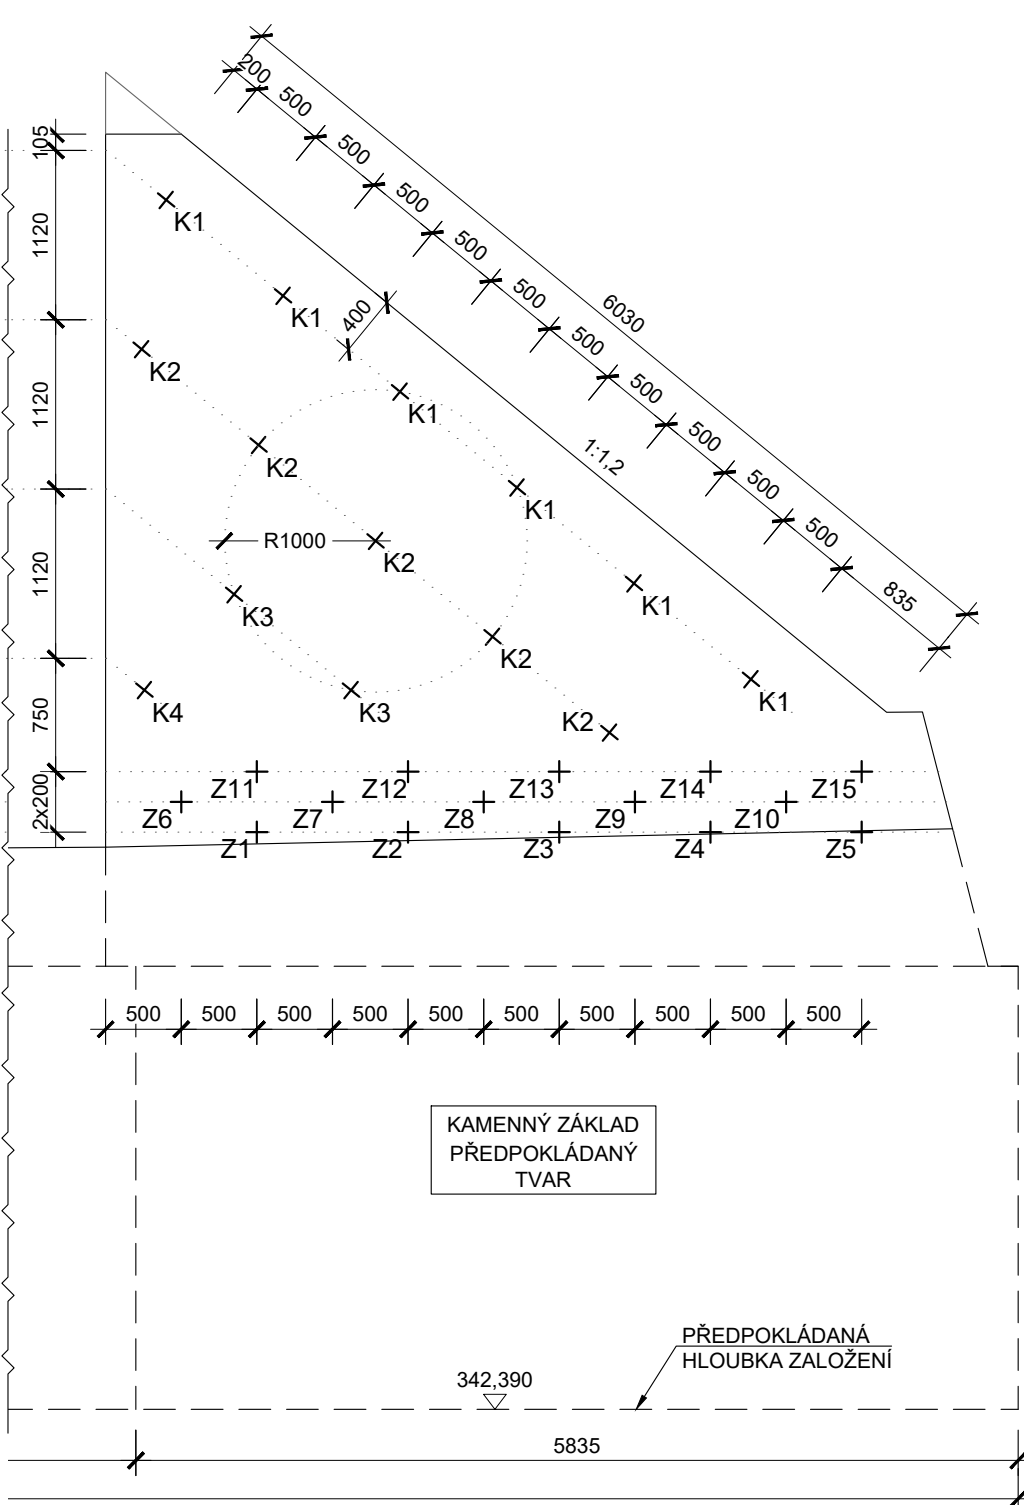 200
500
500
500
500
500
500
500
500
500
500
835
6030
1:1,2
400
105
1120
1120
1120
750
2x200
K1
K1
K2
K1
K2
K1
R1000
K2
K1
K3
K2
K1
K4
K3
K2
Z11
Z12
Z13
Z14
Z15
Z6
Z7
Z8
Z9
Z10
Z1
Z2
Z3
Z4
Z5
500 500 500 500 500 500 500 500 500 500
KAMENNÝ ZÁKLAD
PŘEDPOKLÁDANÝ
TVAR
PŘEDPOKLÁDANÁ
HLOUBKA ZALOŽENÍ
342,390
5835